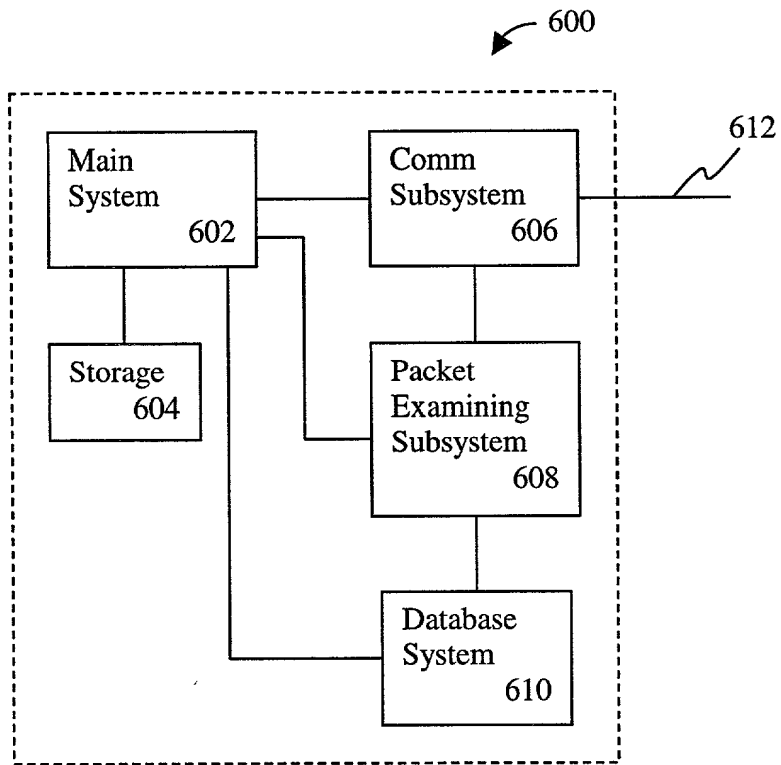 600
612
Main
System
602
Comm
Subsystem
606
Storage
604
Packet
Examining
Subsystem
608
Database
System
610